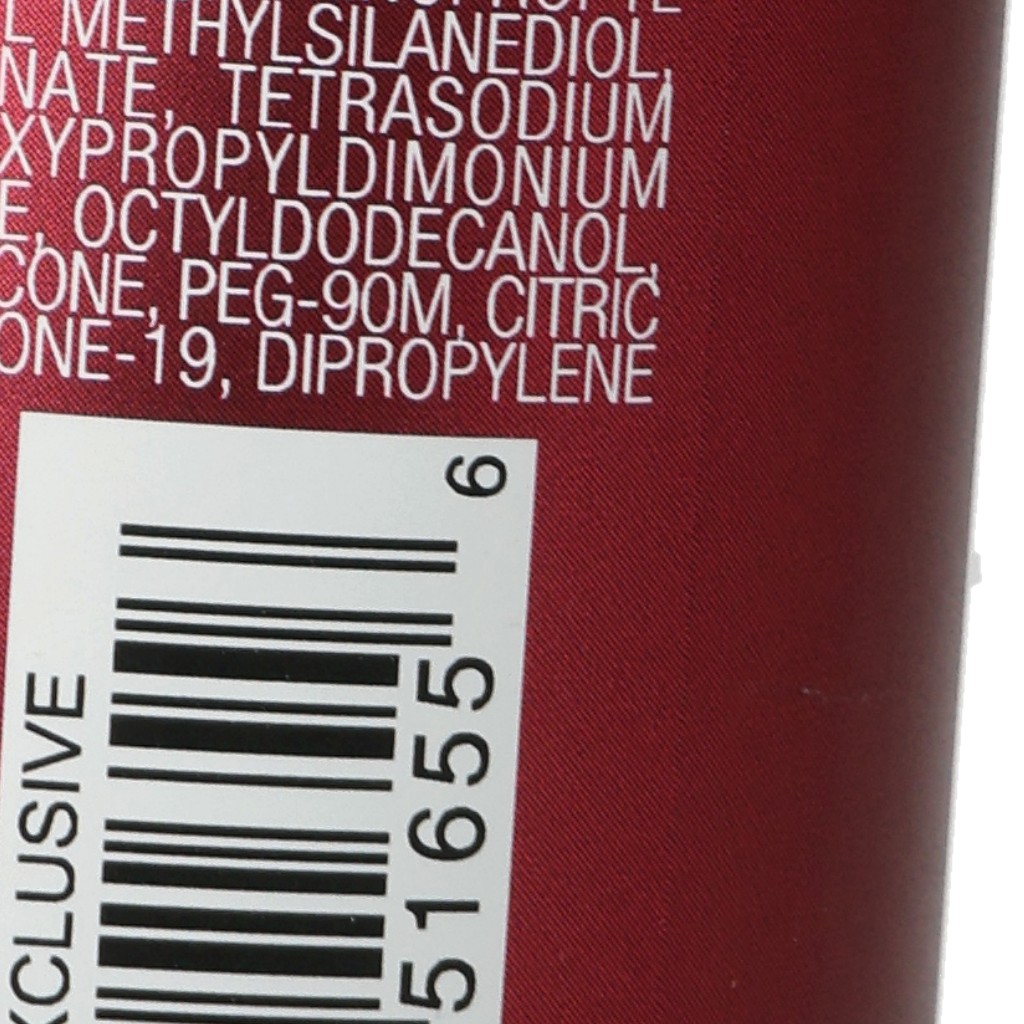 L METHYLSILANEDIOL,
NATE, TETRASODIUM
XYPROPYLDIMONIUM
E, OCTYLDODECANOL,
CONE, PEG-90M, CITRIC
ONE-19, DIPROPYLENE
XCLUSIVE
51655 6